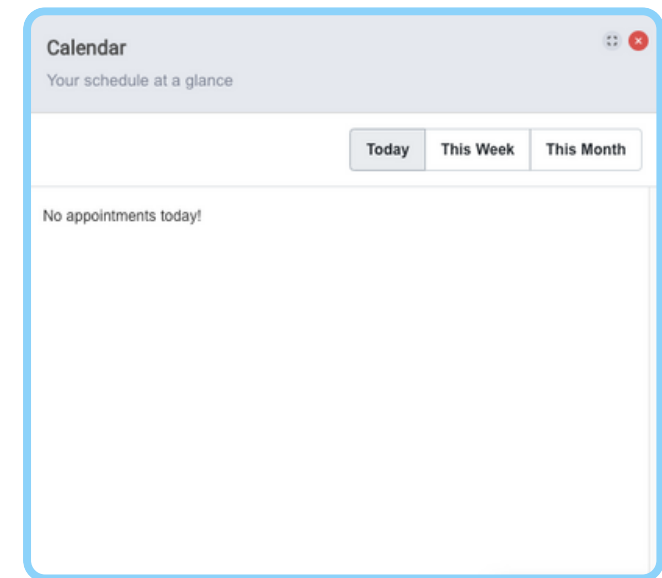 Calendar
Your schedule at a glance
Today This Week This Month
No appointments today!